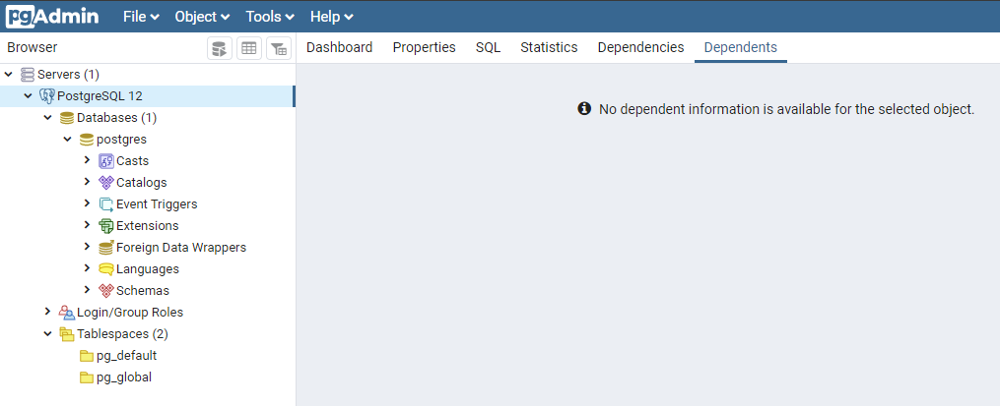 pgAdmin File Object Tools Help
Browser
Dashboard Properties SQL Statistics Dependencies Dependents
Servers (1)
PostgreSQL 12
Databases (1)
postgres
Casts
Catalogs
Event Triggers
Extensions
Foreign Data Wrappers
Languages
Schemas
Login/Group Roles
Tablespaces (2)
pg_default
pg_global
No dependent information is available for the selected object.